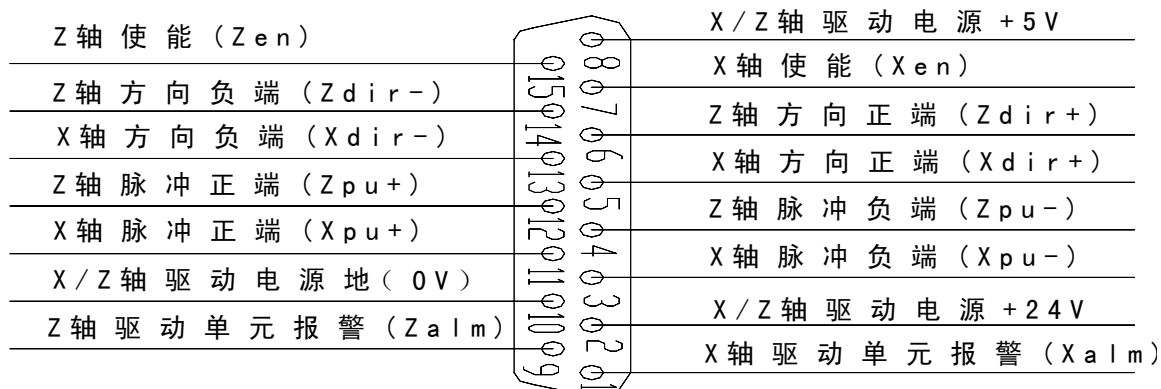 Z轴使能(Zen)
Z轴方向负端(Zdir-)
X轴方向负端(Xdir-)
Z轴脉冲正端(Zpu+)
X轴脉冲正端(Xpu+)
X/Z轴驱动电源地(0V)
Z轴驱动单元报警(Zalm)
15
14
13
12
11
10
9
8
7
6
5
4
3
2
1
X/Z轴驱动电源+5V
X轴使能(Xen)
Z轴方向正端(Zdir+)
X轴方向正端(Xdir+)
Z轴脉冲负端(Zpu-)
X轴脉冲负端(Xpu-)
X/Z轴驱动电源+24V
X轴驱动单元报警(Xalm)